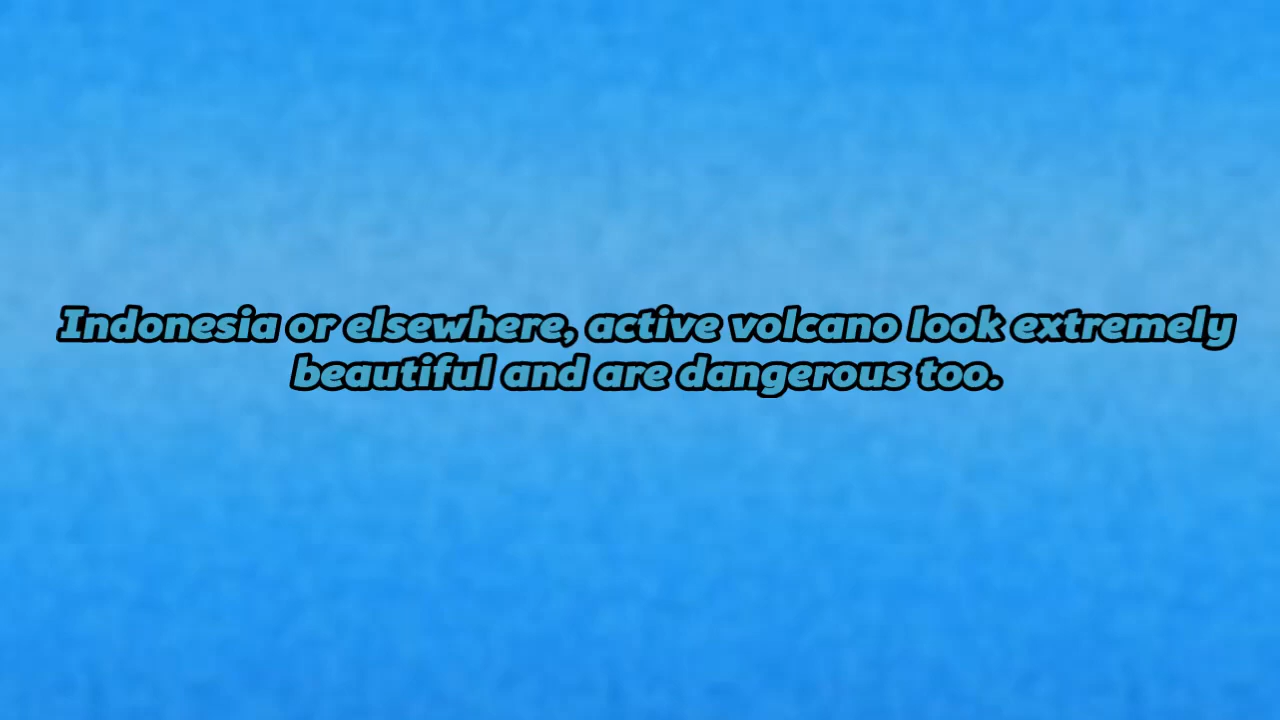 Indonesia or elsewhere, active volcano look extremely
beautiful and are dangerous too.